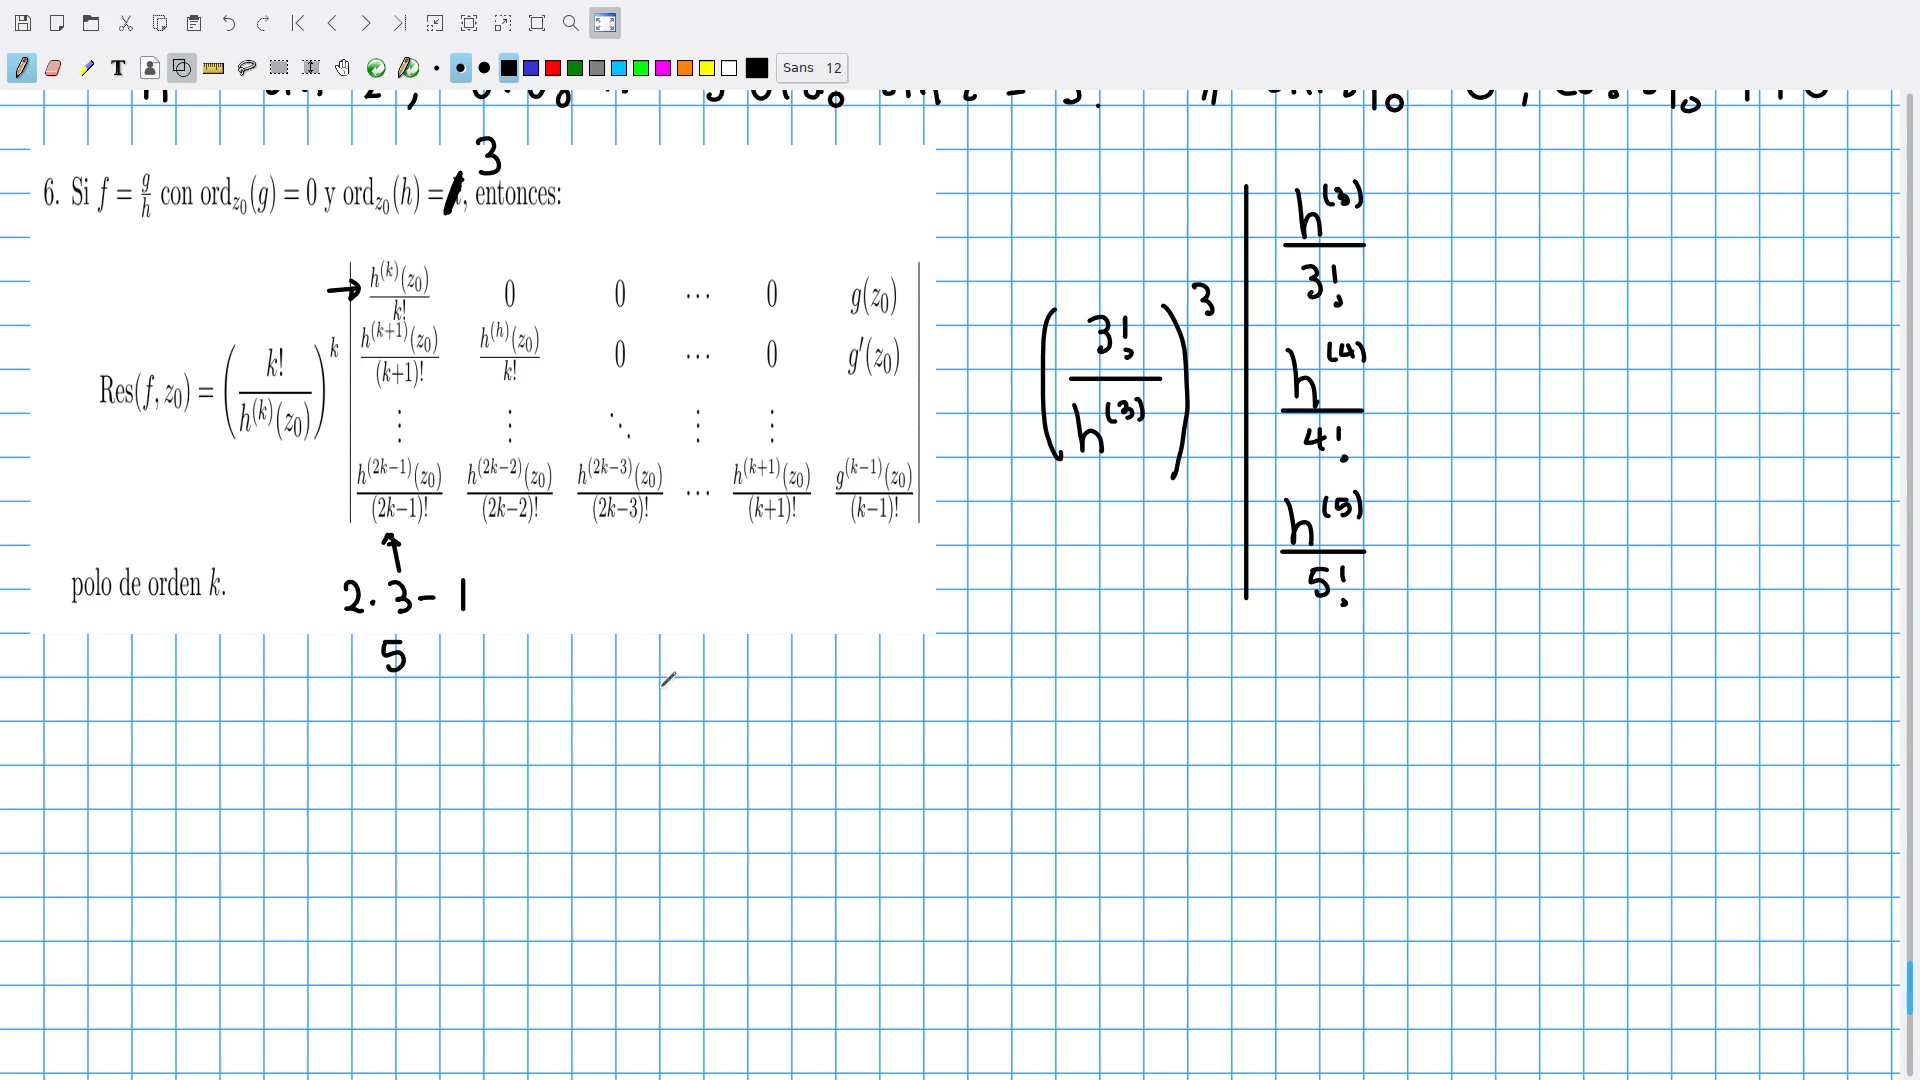 T
Sans 12
3
6. Si f = g/h con ord_{z_0}(g) = 0 y ord_{z_0}(h) = , entonces:
Res(f, z_0) = (k!/h^{(k)}(z_0))^k
h^{(k)}(z_0)/k! 0 0 ⋯ 0 g(z_0)
h^{(k+1)}(z_0)/(k+1)! h^{(h)}(z_0)/k! 0 ⋯ 0 g'(z_0)
⋮ ⋮ ⋱ ⋮ ⋮
h^{(2k-1)}(z_0)/(2k-1)! h^{(2k-2)}(z_0)/(2k-2)! h^{(2k-3)}(z_0)/(2k-3)! ⋯ h^{(k+1)}(z_0)/(k+1)! g^{(k-1)}(z_0)/(k-1)!
polo de orden k.
2·3-1
5
(3!/h^{(3)})^3
h^{(3)}/3!
h^{(4)}/4!
h^{(5)}/5!